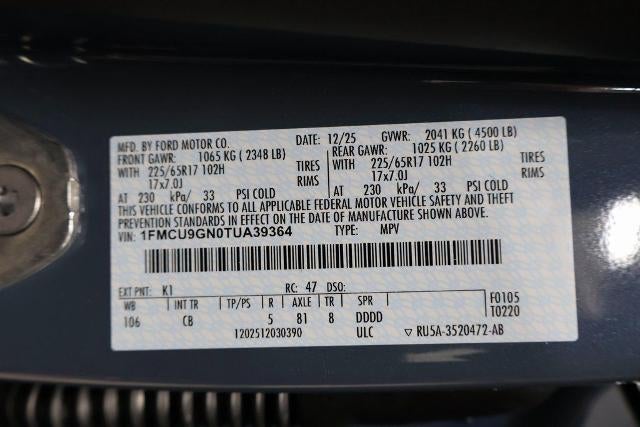 MFD. BY FORD MOTOR CO. DATE: 12/25 GVWR: 2041 KG ( 4500 LB)
FRONT GAWR: 1065 KG ( 2348 LB) REAR GAWR: 1025 KG ( 2260 LB)
WITH 225/65R17 102H TIRES WITH 225/65R17 102H TIRES
17x7.0J RIMS 17x7.0J RIMS
AT 230 kPa/ 33 PSI COLD AT 230 kPa/ 33 PSI COLD
THIS VEHICLE CONFORMS TO ALL APPLICABLE FEDERAL MOTOR VEHICLE SAFETY AND THEFT
PREVENTION STANDARDS IN EFFECT ON THE DATE OF MANUFACTURE SHOWN ABOVE.
VIN: 1FMCU9GN0TUA39364 TYPE: MPV
EXT PNT: K1 RC: 47 DSO:
WB INT TR TP/PS R AXLE TR SPR F0105
106 CB 5 81 8 DDDD T0220
1202512030390 ULC ▽ RU5A-3520472-AB